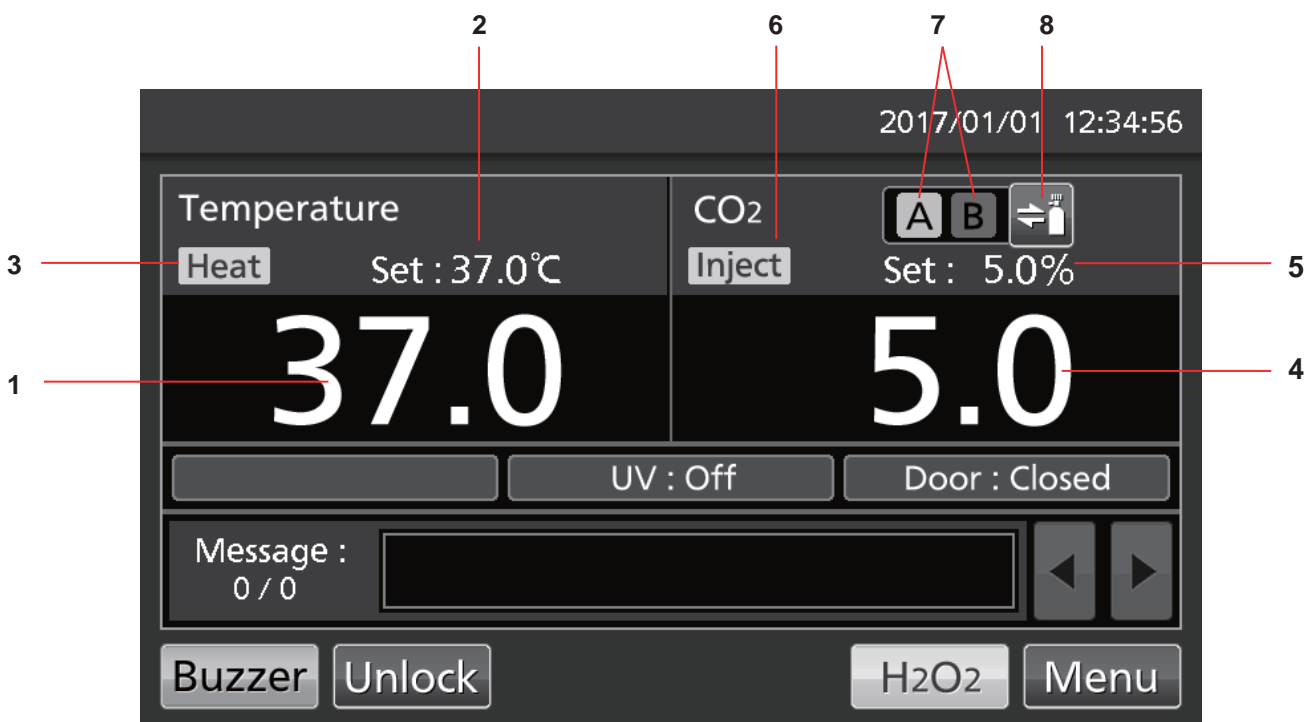 2 6 7 8
2017/01/01 12:34:56
Temperature CO2 A B
3 Heat Set : 37.0℃ Inject Set : 5.0% 5
1 37.0 5.0 4
UV : Off Door : Closed
Message :
0 / 0
Buzzer Unlock H2O2 Menu